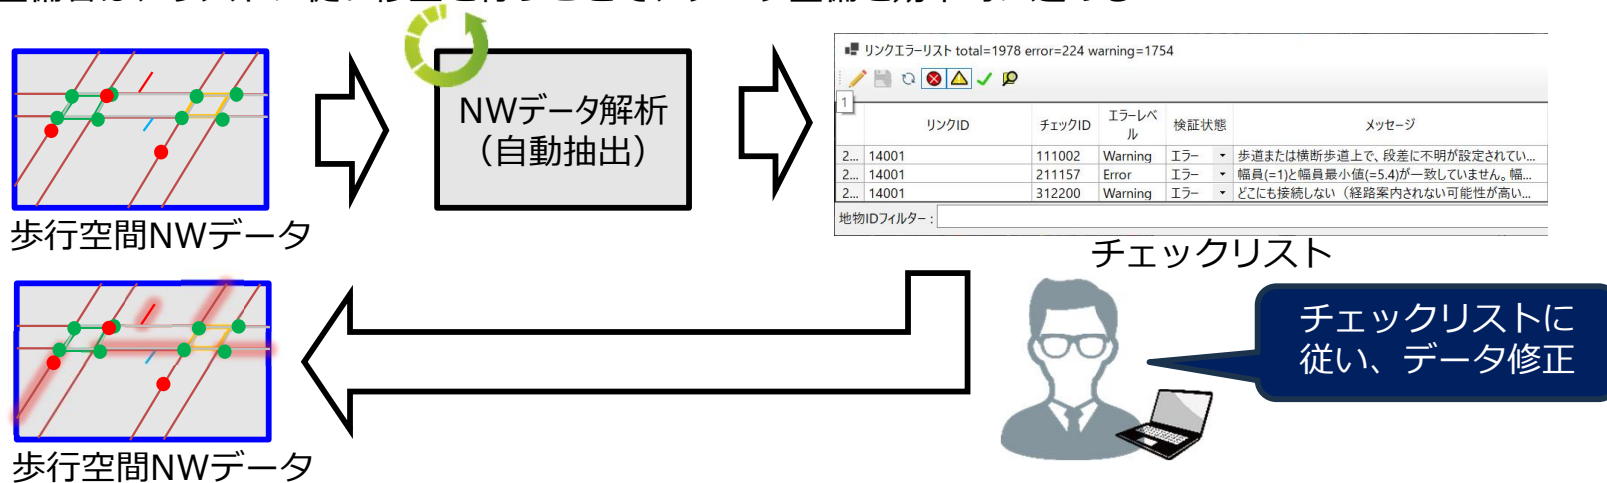 リンクエラーリスト total=1978 error=224 warning=1754
1
リンクID チェックID エラーレベル 検証状態 メッセージ
2... 14001 111002 Warning エラー 歩道または横断歩道上で、段差に不明が設定されてい...
2... 14001 211157 Error エラー 幅員(=1)と幅員最小値(=5.4)が一致していません。幅...
2... 14001 312200 Warning エラー どこにも接続しない（経路案内されない可能性が高い...
地物IDフィルター：
NWデータ解析
（自動抽出）
歩行空間NWデータ
チェックリスト
チェックリストに
従い、データ修正
歩行空間NWデータ